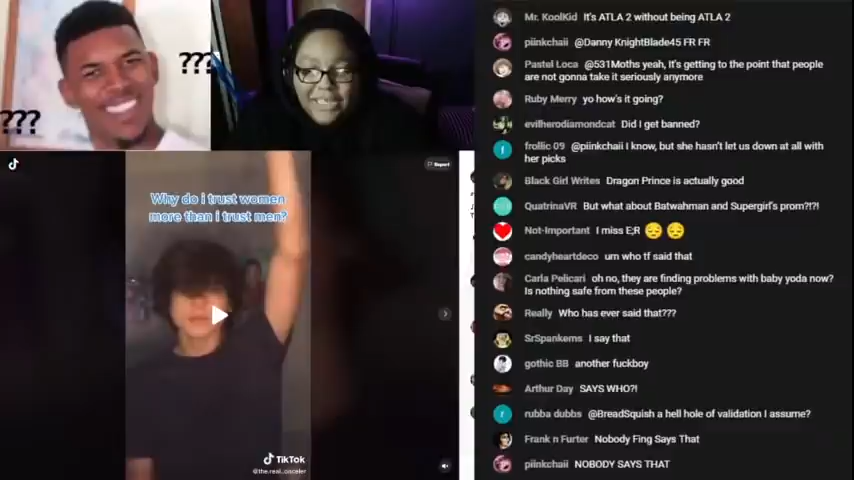 ???
???
Report
Why do i trust women
more than i trust men?
TikTok
Mr. KoolKid It's ATLA 2 without being ATLA 2
piinkchaii @Danny KnightBlade45 FR FR
Pastel Loca @531Moths yeah, It's getting to the point that people
are not gonna take it seriously anymore
Ruby Merry yo how's it going?
evilherodiamondcat Did I get banned?
frollic 09 @piinkchaii I know, but she hasn't let us down at all with
her picks
Black Girl Writes Dragon Prince is actually good
QuatrinaVR But what about Batwahman and Supergirl's prom?!?!
Not-Important I miss E;R 😔 😔
candyheartdeco um who tf said that
Carla Pelicari oh no, they are finding problems with baby yoda now?
Is nothing safe from these people?
Really Who has ever said that???
SrSpankems I say that
gothic BB another fuckboy
Arthur Day SAYS WHO?!
rubba dubbs @BreadSquish a hell hole of validation I assume?
Frank n Furter Nobody Fing Says That
piinkchaii NOBODY SAYS THAT